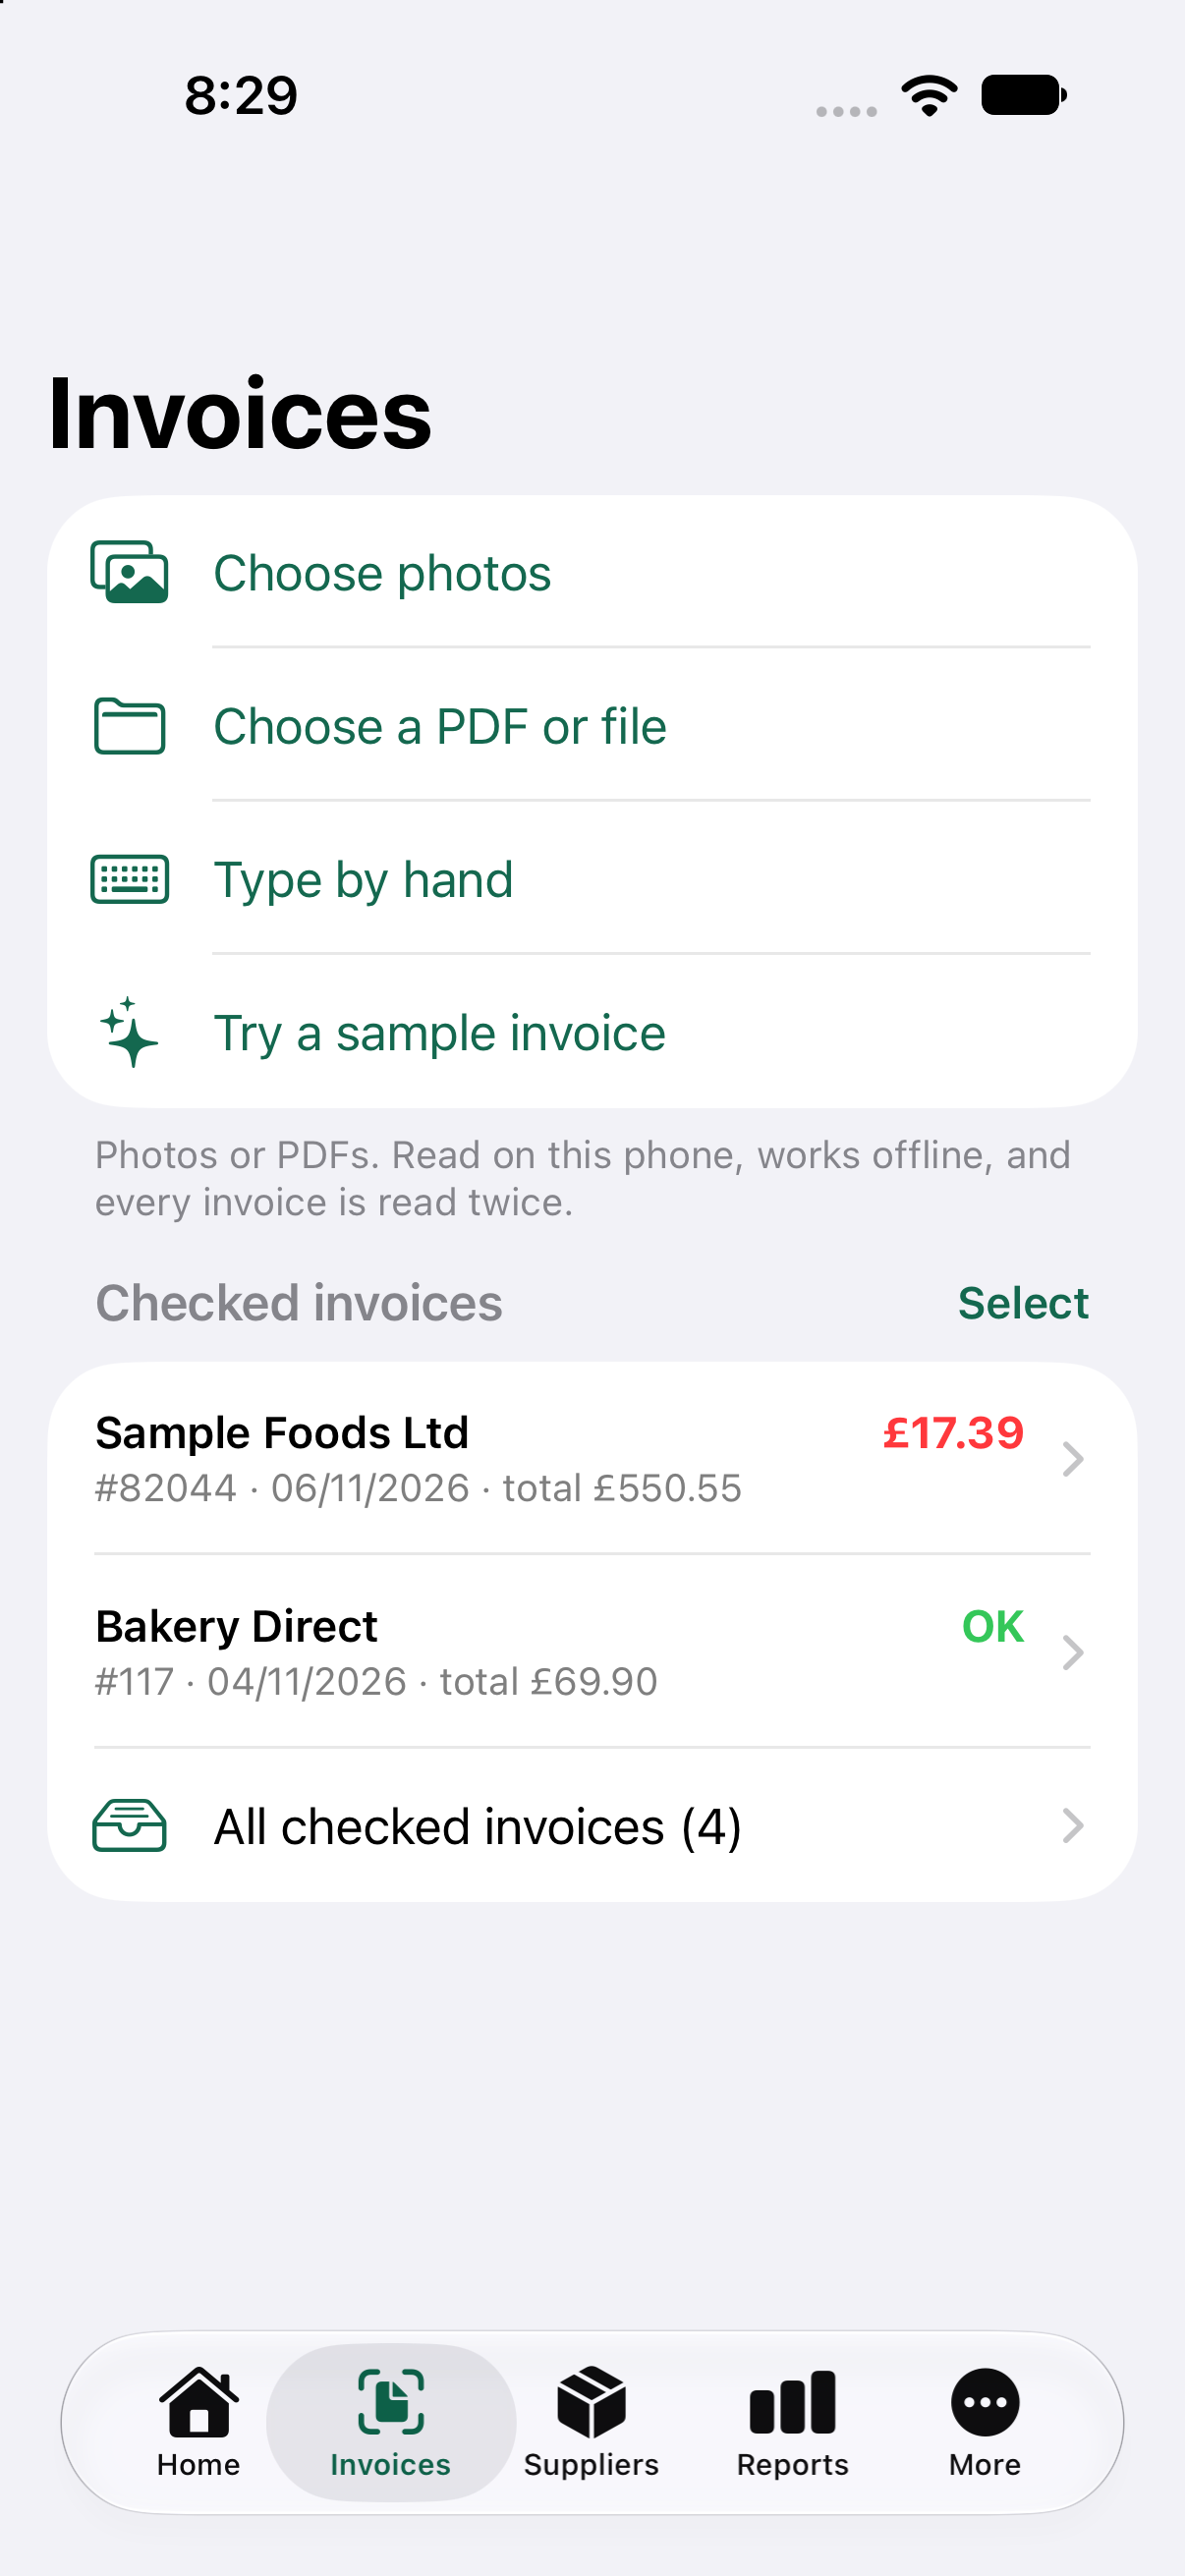 8:29
Invoices
Choose photos
Choose a PDF or file
Type by hand
Try a sample invoice
Photos or PDFs. Read on this phone, works offline, and
every invoice is read twice.
Checked invoices Select
Sample Foods Ltd £17.39
#82044 · 06/11/2026 · total £550.55
Bakery Direct OK
#117 · 04/11/2026 · total £69.90
All checked invoices (4)
Home Invoices Suppliers Reports More